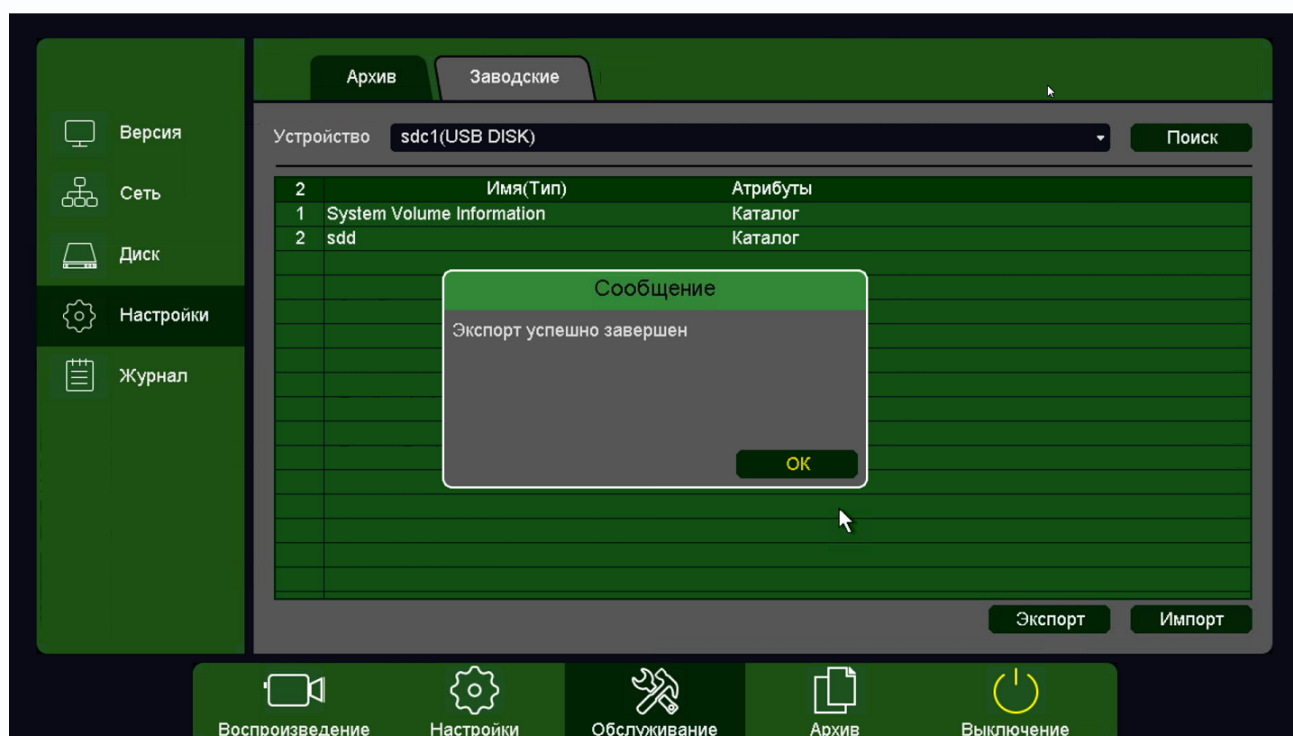 Архив Заводские
Версия
Сеть
Диск
Настройки
Журнал
Устройство sdc1(USB DISK) Поиск
2 Имя(Тип) Атрибуты
1 System Volume Information Каталог
2 sdd Каталог
Сообщение
Экспорт успешно завершен
OK
Экспорт Импорт
Воспроизведение Настройки Обслуживание Архив Выключение